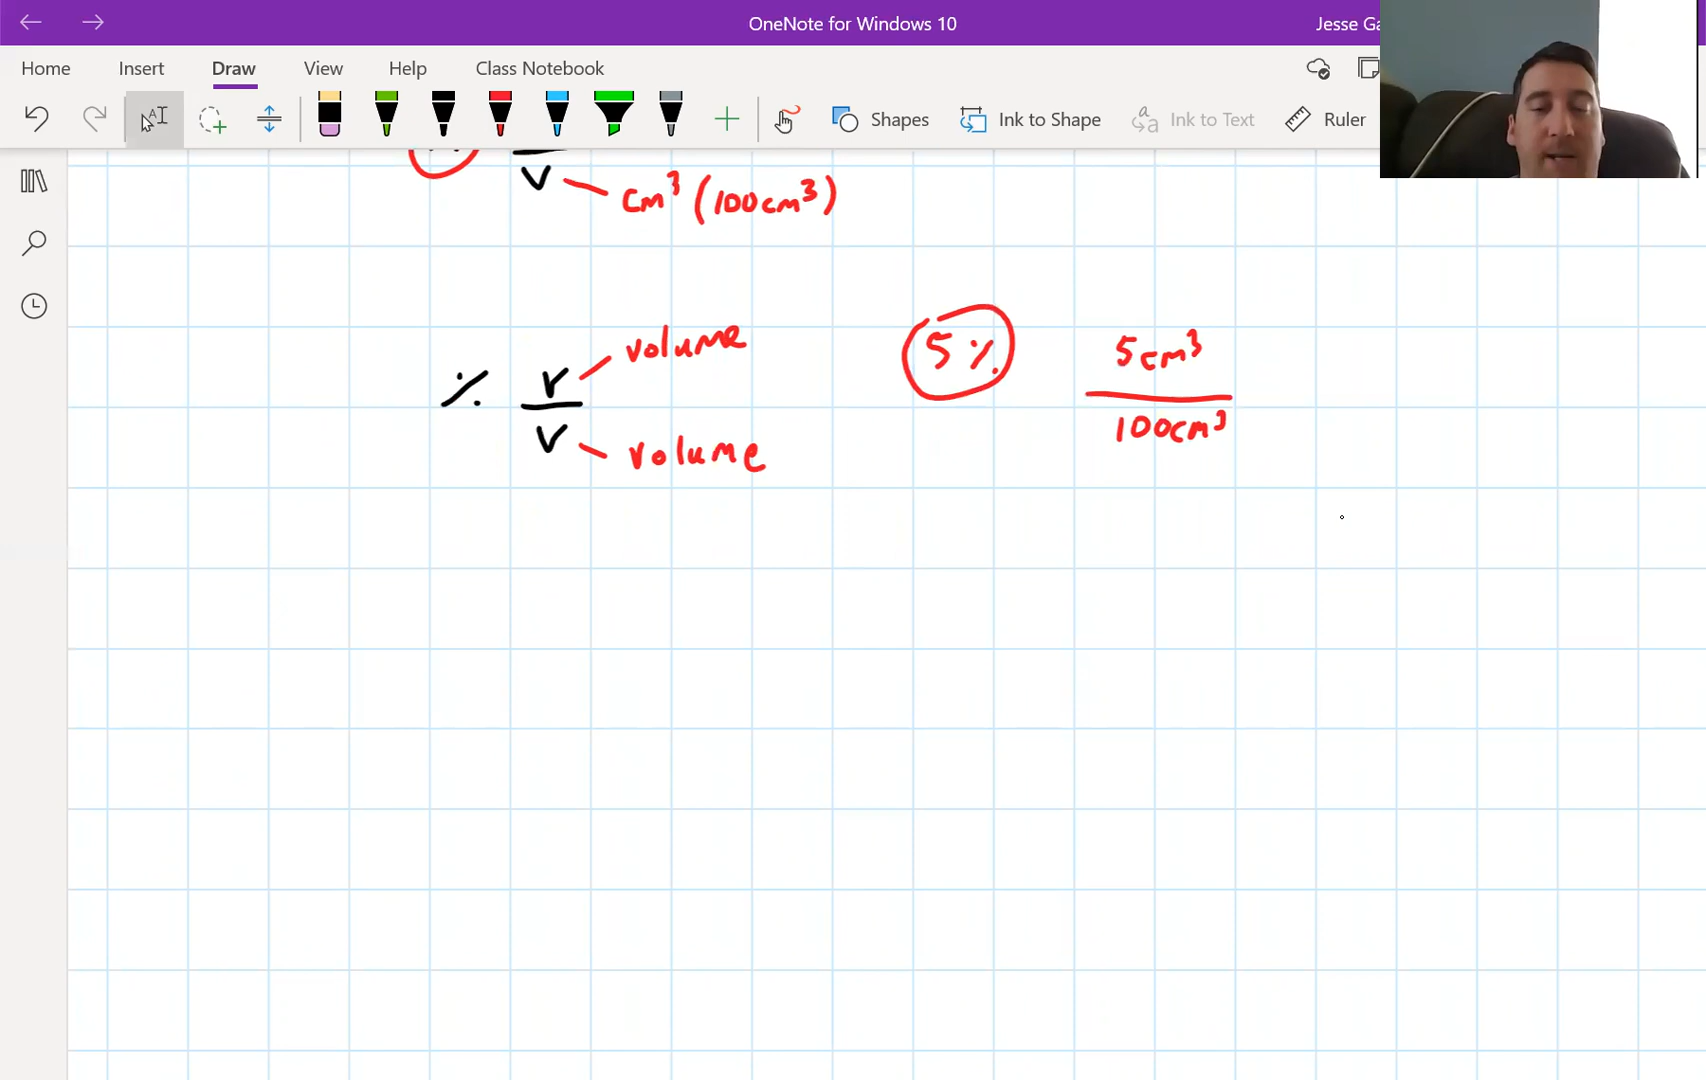 OneNote for Windows 10
Jesse Ga
Home Insert Draw View Help Class Notebook
Shapes Ink to Shape Ink to Text Ruler
V cm³ (100cm³)
% V/V volume
volume
5%
5cm³
100cm³